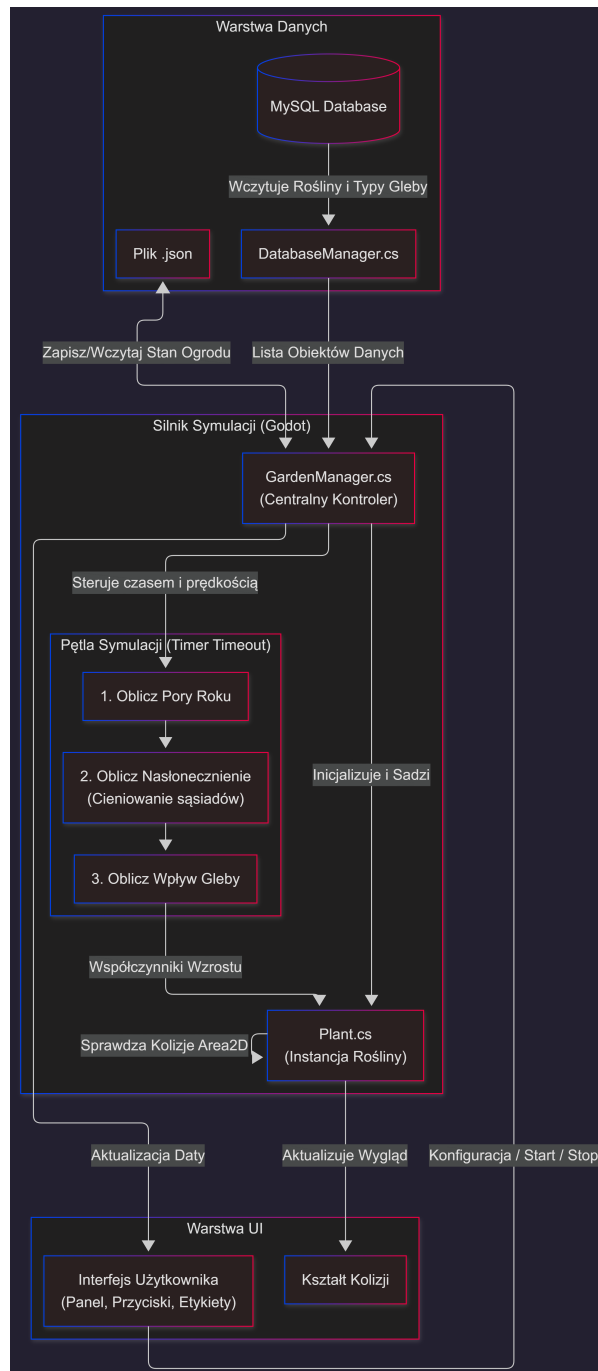 Warstwa Danych
MySQL Database
Wczytuje Rośliny i Typy Gleby
Plik .json
DatabaseManager.cs
Zapisz/Wczytaj Stan Ogrodu
Lista Obiektów Danych
Silnik Symulacji (Godot)
GardenManager.cs
(Centralny Kontroler)
Steruje czasem i prędkością
Pętla Symulacji (Timer Timeout)
1. Oblicz Pory Roku
2. Oblicz Nasłonecznienie
(Cieniowanie sąsiadów)
Inicjalizuje i Sadzi
3. Oblicz Wpływ Gleby
Współczynniki Wzrostu
Plant.cs
(Instancja Rośliny)
Sprawdza Kolizje Area2D
Aktualizacja Daty
Aktualizuje Wygląd
Konfiguracja / Start / Stop
Warstwa UI
Interfejs Użytkownika
(Panel, Przyciski, Etykiety)
Kształt Kolizji